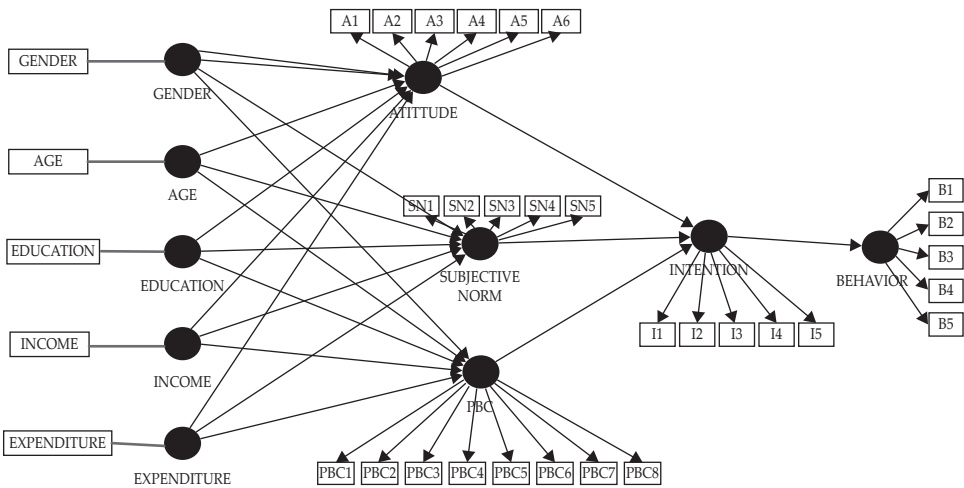 A1 A2 A3 A4 A5 A6
GENDER
GENDER
ATITTUDE
AGE
AGE
SN1 SN2 SN3 SN4 SN5
B1
B2
B3
B4
B5
EDUCATION
EDUCATION
SUBJECTIVE
NORM
INTENTION
BEHAVIOR
I1 I2 I3 I4 I5
INCOME
INCOME
PBC
EXPENDITURE
EXPENDITURE
PBC1 PBC2 PBC3 PBC4 PBC5 PBC6 PBC7 PBC8